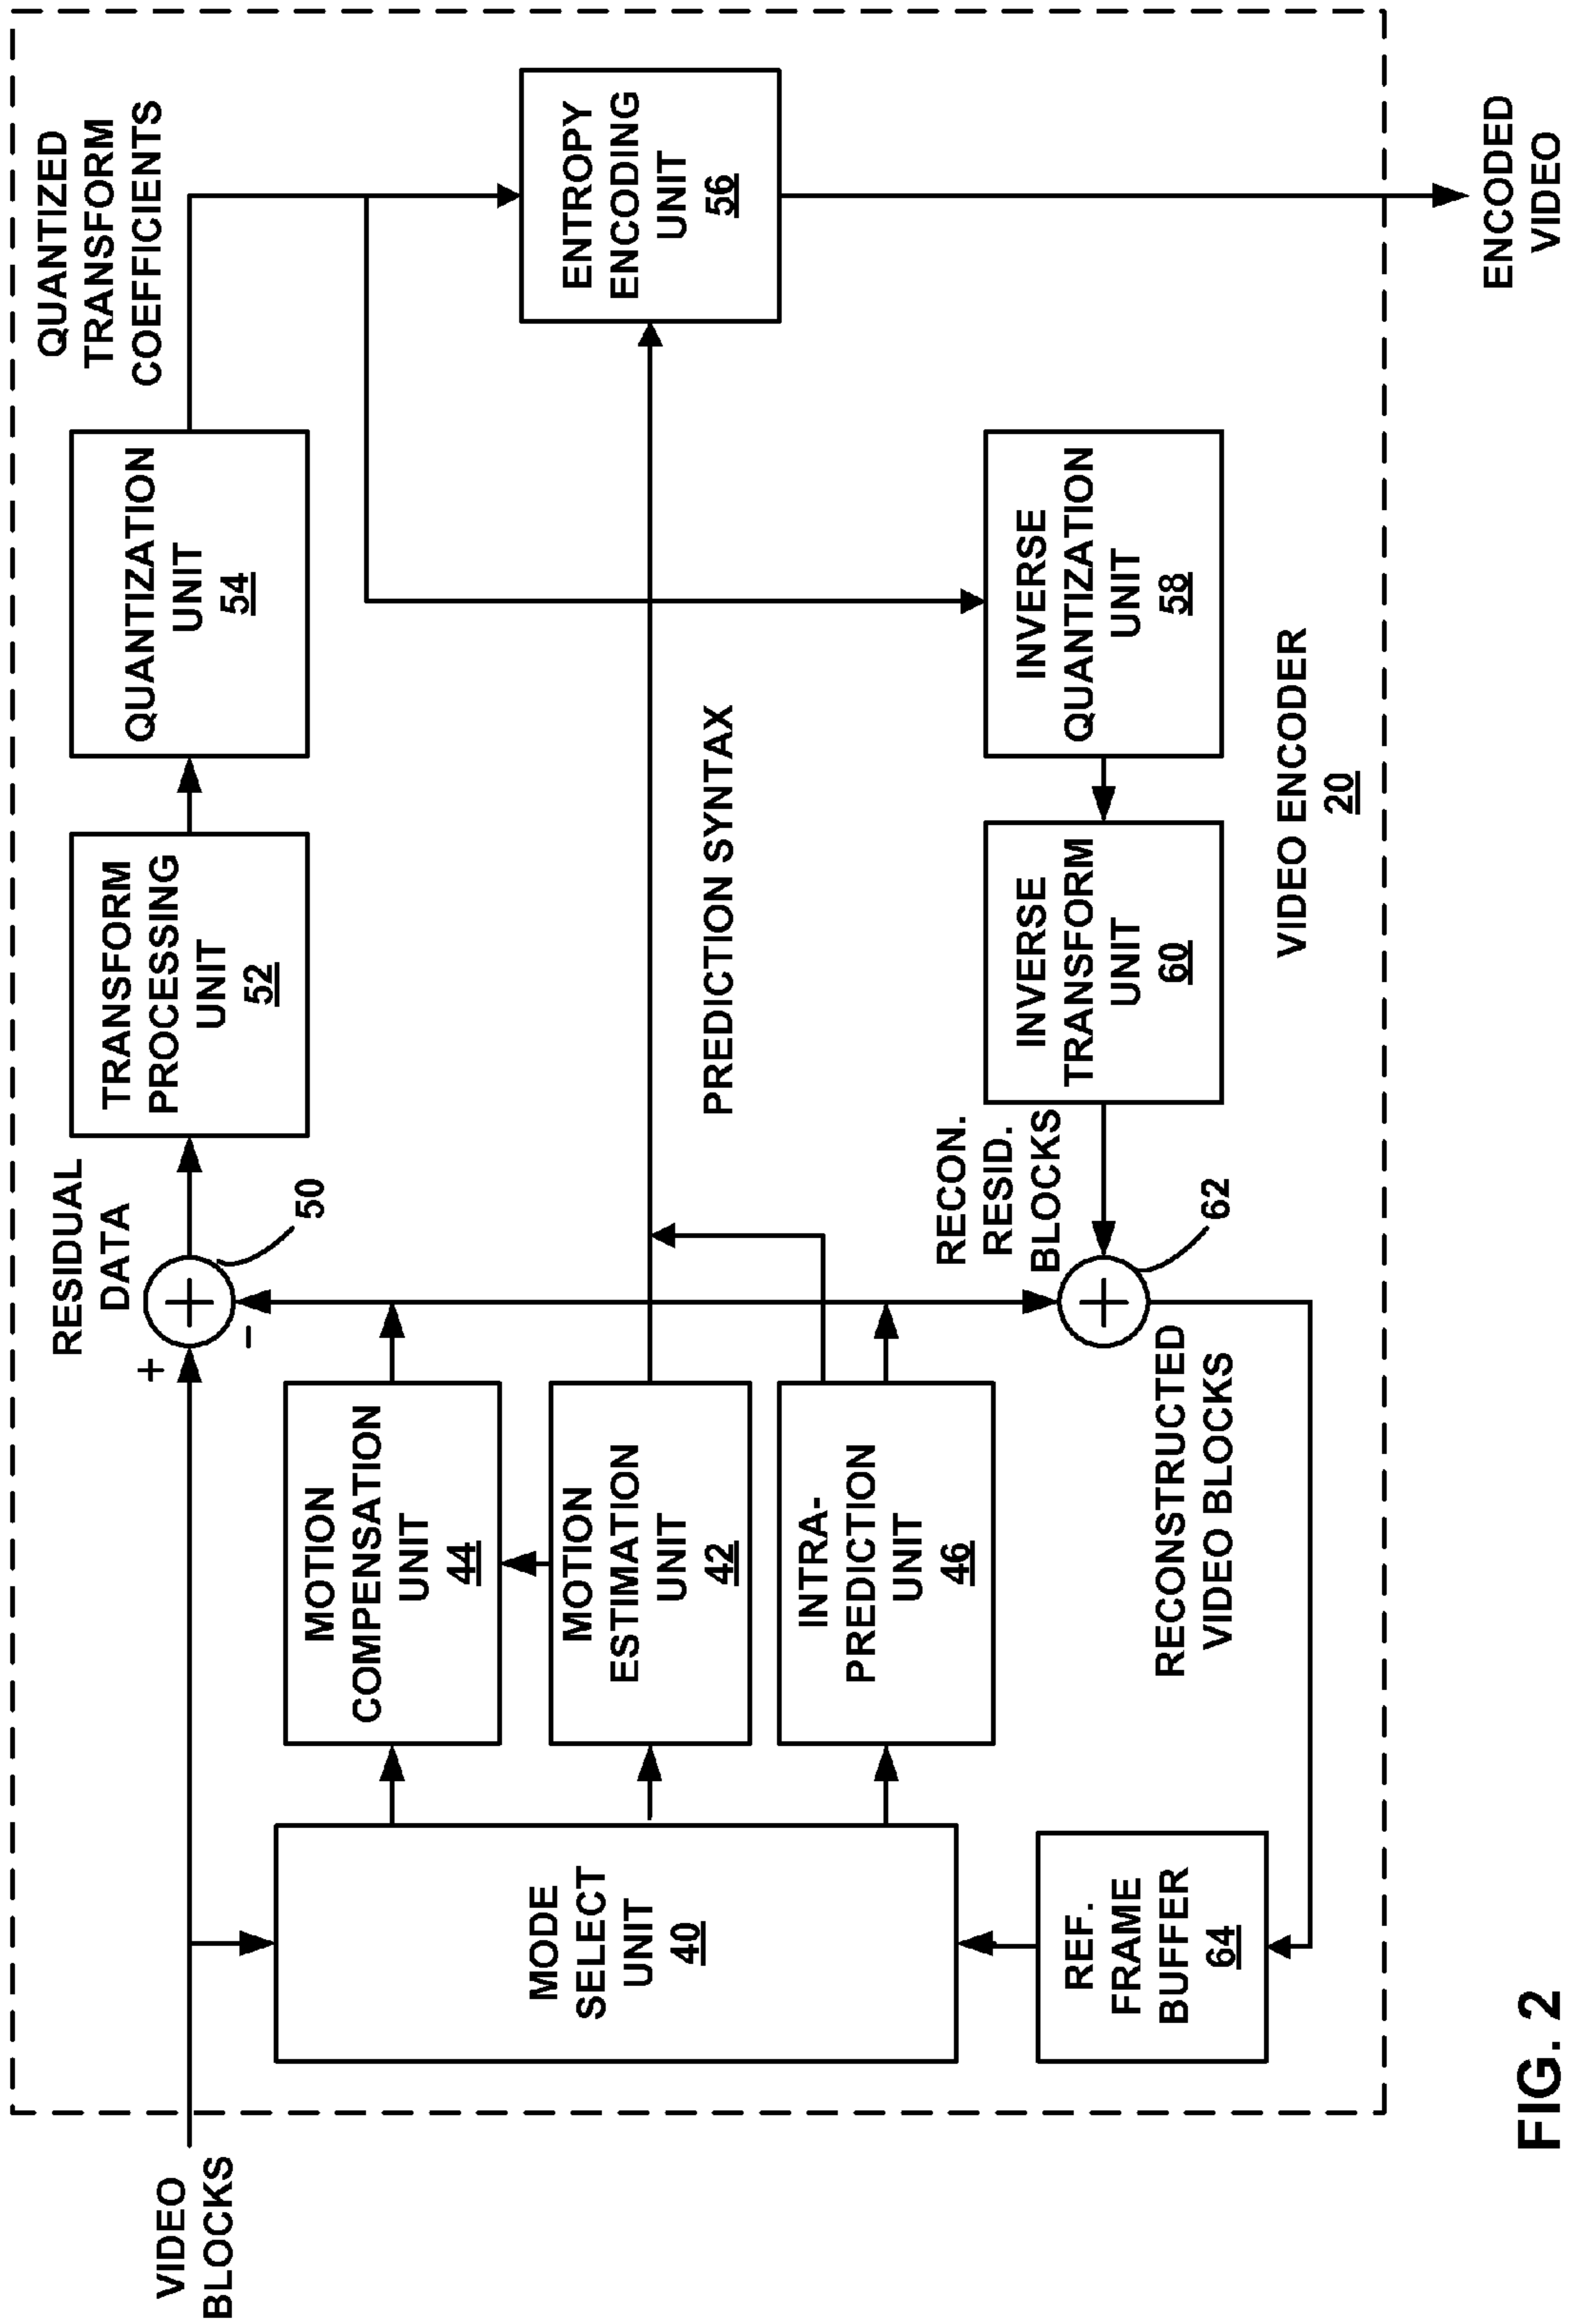 QUANTIZED
TRANSFORM
COEFFICIENTS
RESIDUAL
DATA
VIDEO
BLOCKS
+
-
50
TRANSFORM
PROCESSING
UNIT
52
QUANTIZATION
UNIT
54
MOTION
COMPENSATION
UNIT
44
MODE
SELECT
UNIT
40
MOTION
ESTIMATION
UNIT
42
INTRA-
PREDICTION
UNIT
46
ENTROPY
ENCODING
UNIT
56
PREDICTION SYNTAX
RECON.
RESID.
BLOCKS
62
INVERSE
TRANSFORM
UNIT
60
INVERSE
QUANTIZATION
UNIT
58
REF.
FRAME
BUFFER
64
RECONSTRUCTED
VIDEO BLOCKS
VIDEO ENCODER
20
ENCODED
VIDEO
FIG. 2